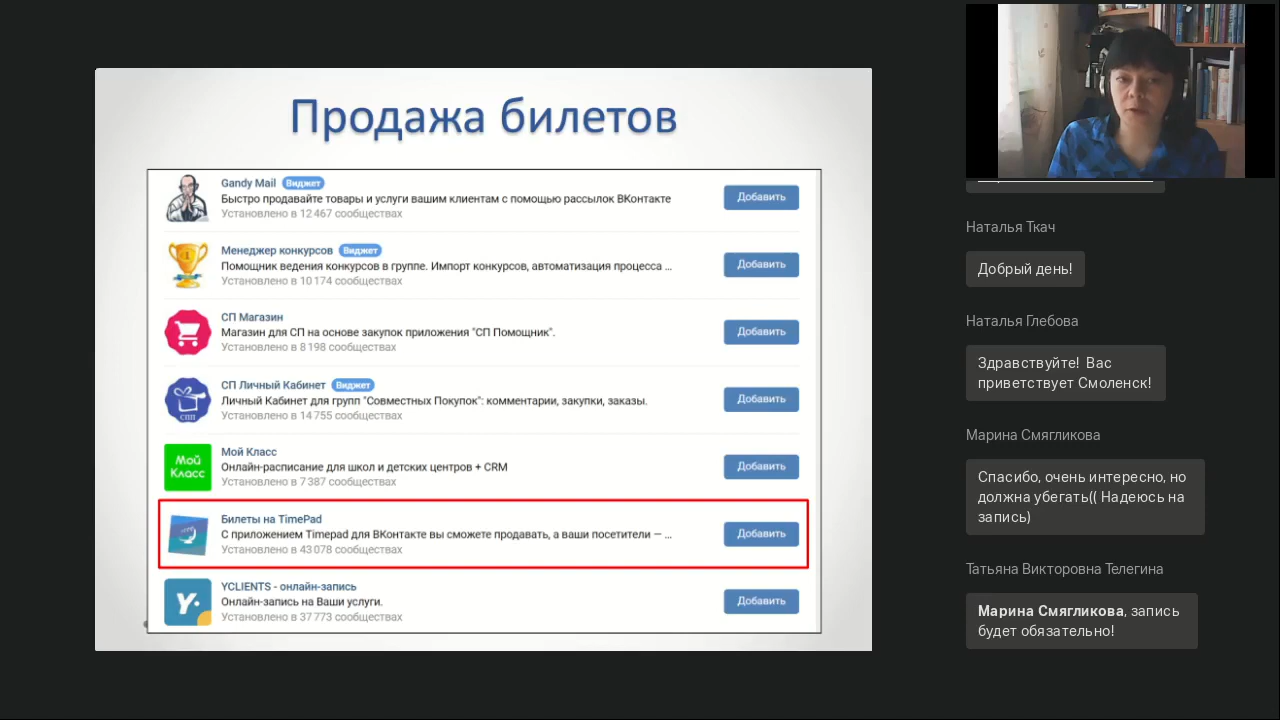 Продажа билетов
Gandy Mail Виджет
Быстро продавайте товары и услуги вашим клиентам с помощью рассылок ВКонтакте
Установлено в 12 467 сообществах
Добавить
Менеджер конкурсов Виджет
Помощник ведения конкурсов в группе. Импорт конкурсов, автоматизация процесса ...
Установлено в 10 174 сообществах
Добавить
СП Магазин
Магазин для СП на основе закупок приложения "СП Помощник".
Установлено в 8 198 сообществах
Добавить
СПП
СП Личный Кабинет Виджет
Личный Кабинет для групп "Совместных Покупок": комментарии, закупки, заказы.
Установлено в 14 755 сообществах
Добавить
Мой
Класс
Мой Класс
Онлайн-расписание для школ и детских центров + CRM
Установлено в 7 387 сообществах
Добавить
Билеты на TimePad
С приложением Timepad для ВКонтакте вы сможете продавать, а ваши посетители — ...
Установлено в 43 078 сообществах
Добавить
Y.
YCLIENTS - онлайн-запись
Онлайн-запись на Ваши услуги.
Установлено в 37 773 сообществах
Добавить
Наталья Ткач
Добрый день!
Наталья Глебова
Здравствуйте! Вас
приветствует Смоленск!
Марина Смягликова
Спасибо, очень интересно, но
должна убегать(( Надеюсь на
запись)
Татьяна Викторовна Телегина
Марина Смягликова, запись
будет обязательно!